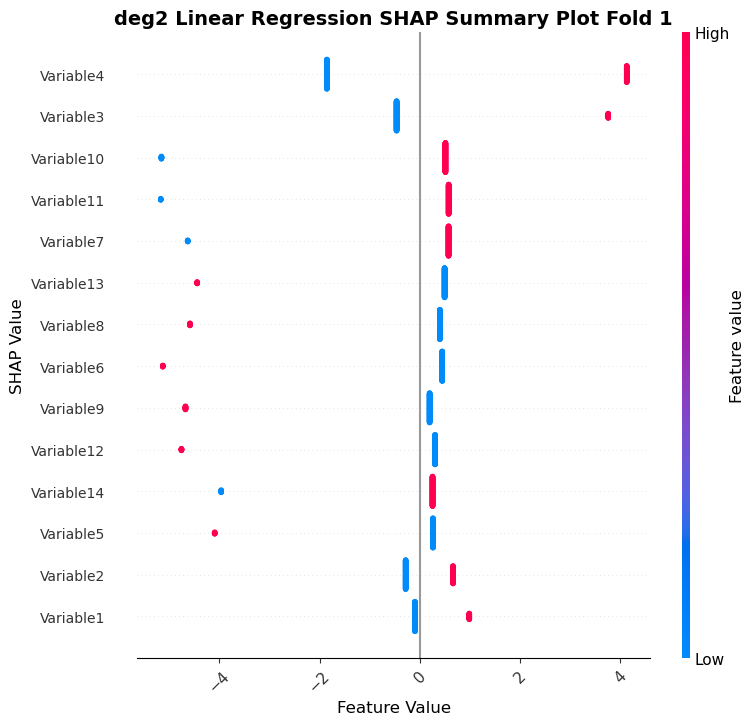 deg2 Linear Regression SHAP Summary Plot Fold 1
High
Variable4
Variable3
Variable10
Variable11
Variable7
Variable13
Variable8
Variable6
Variable9
Variable12
Variable14
Variable5
Variable2
Variable1
SHAP Value
Feature value
Low
−4
−2
0
2
4
Feature Value